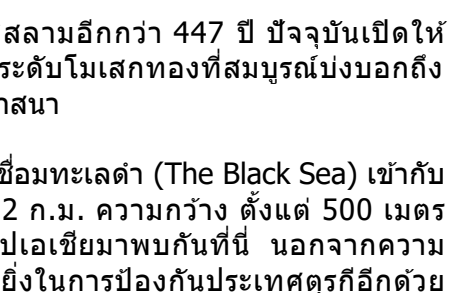 สลามอีกกว่า 447 ปี ปัจจุบันเปิดให้
ระดับโมเสกทองที่สมบูรณ์บ่งบอกถึง
าสนา
ชื่อมทะเลดำ (The Black Sea) เข้ากับ
2 ก.ม. ความกว้าง ตั้งแต่ 500 เมตร
ปเอเชียมาพบกันที่นี่ นอกจากความ
ยิ่งในการป้องกันประเทศตุรกีอีกด้วย